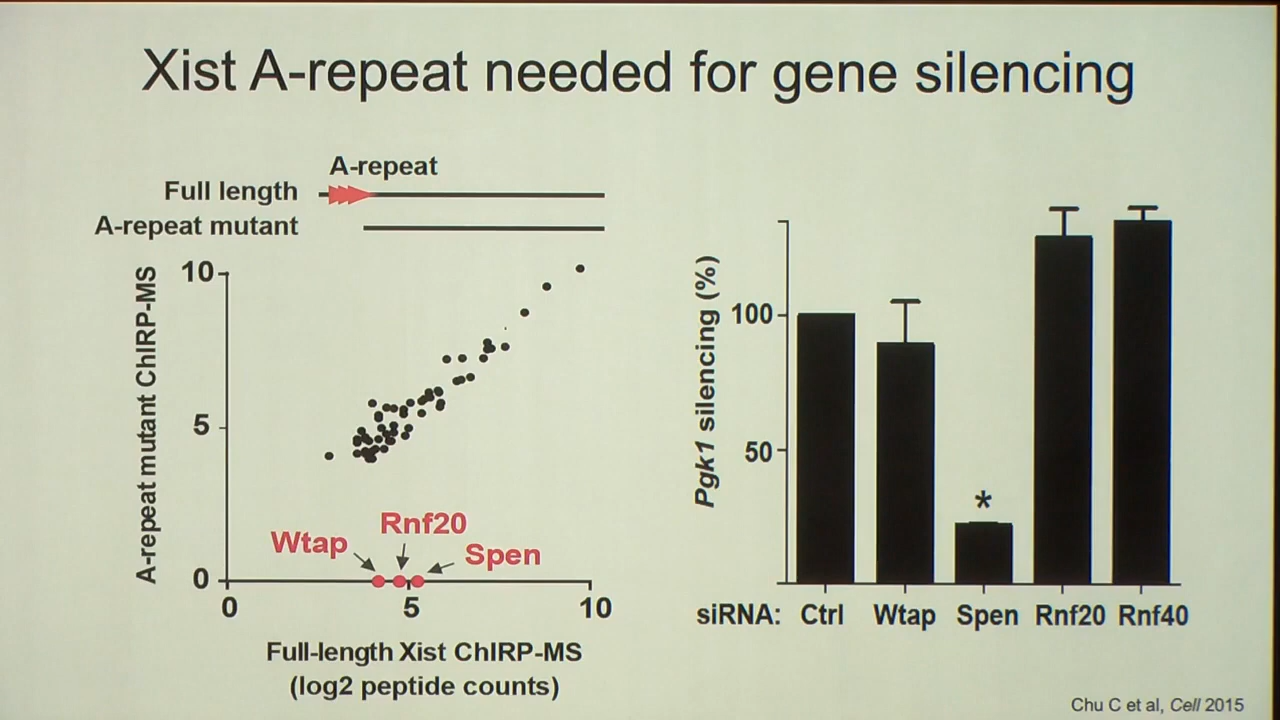 Xist A-repeat needed for gene silencing
A-repeat
Full length
A-repeat mutant
A-repeat mutant ChIRP-MS
10
5
0
Wtap
Rnf20
Spen
0
5
10
Full-length Xist ChIRP-MS
(log2 peptide counts)
Pgk1 silencing (%)
100
50
*
siRNA: Ctrl Wtap Spen Rnf20 Rnf40
Chu C et al, Cell 2015